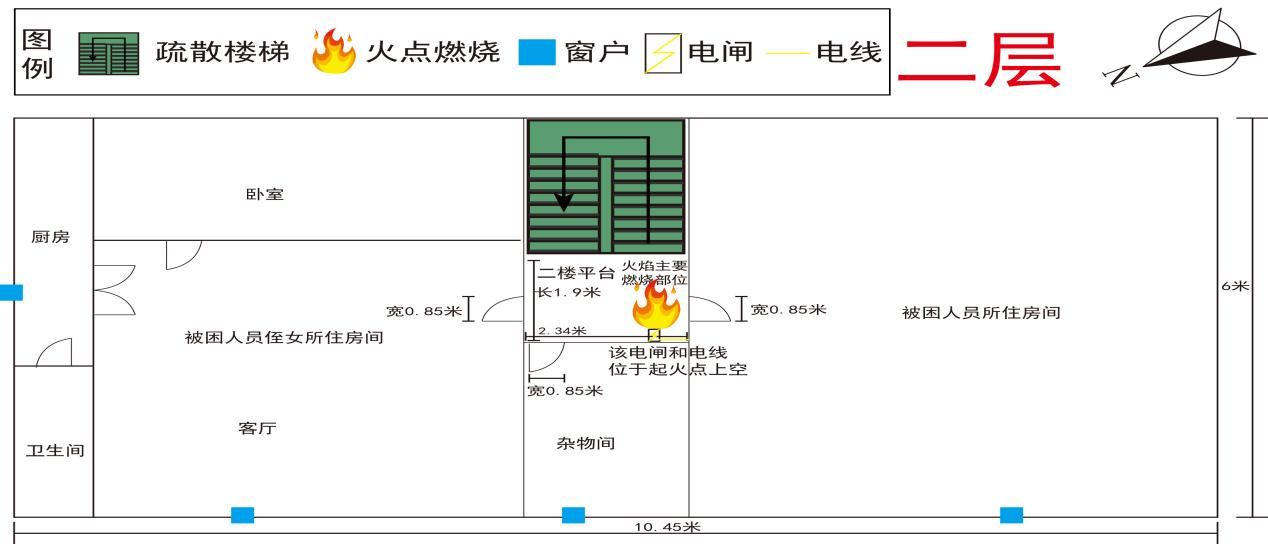 图例
疏散楼梯
火点燃烧
窗户
电闸
电线
二层
N
卧室
厨房
二楼平台
长1.9米
火焰主要
燃烧部位
宽0.85米
宽0.85米
6米
被困人员侄女所住房间
被困人员所住房间
2.34米
该电闸和电线
位于起火点上空
宽0.85米
客厅
杂物间
卫生间
10.45米